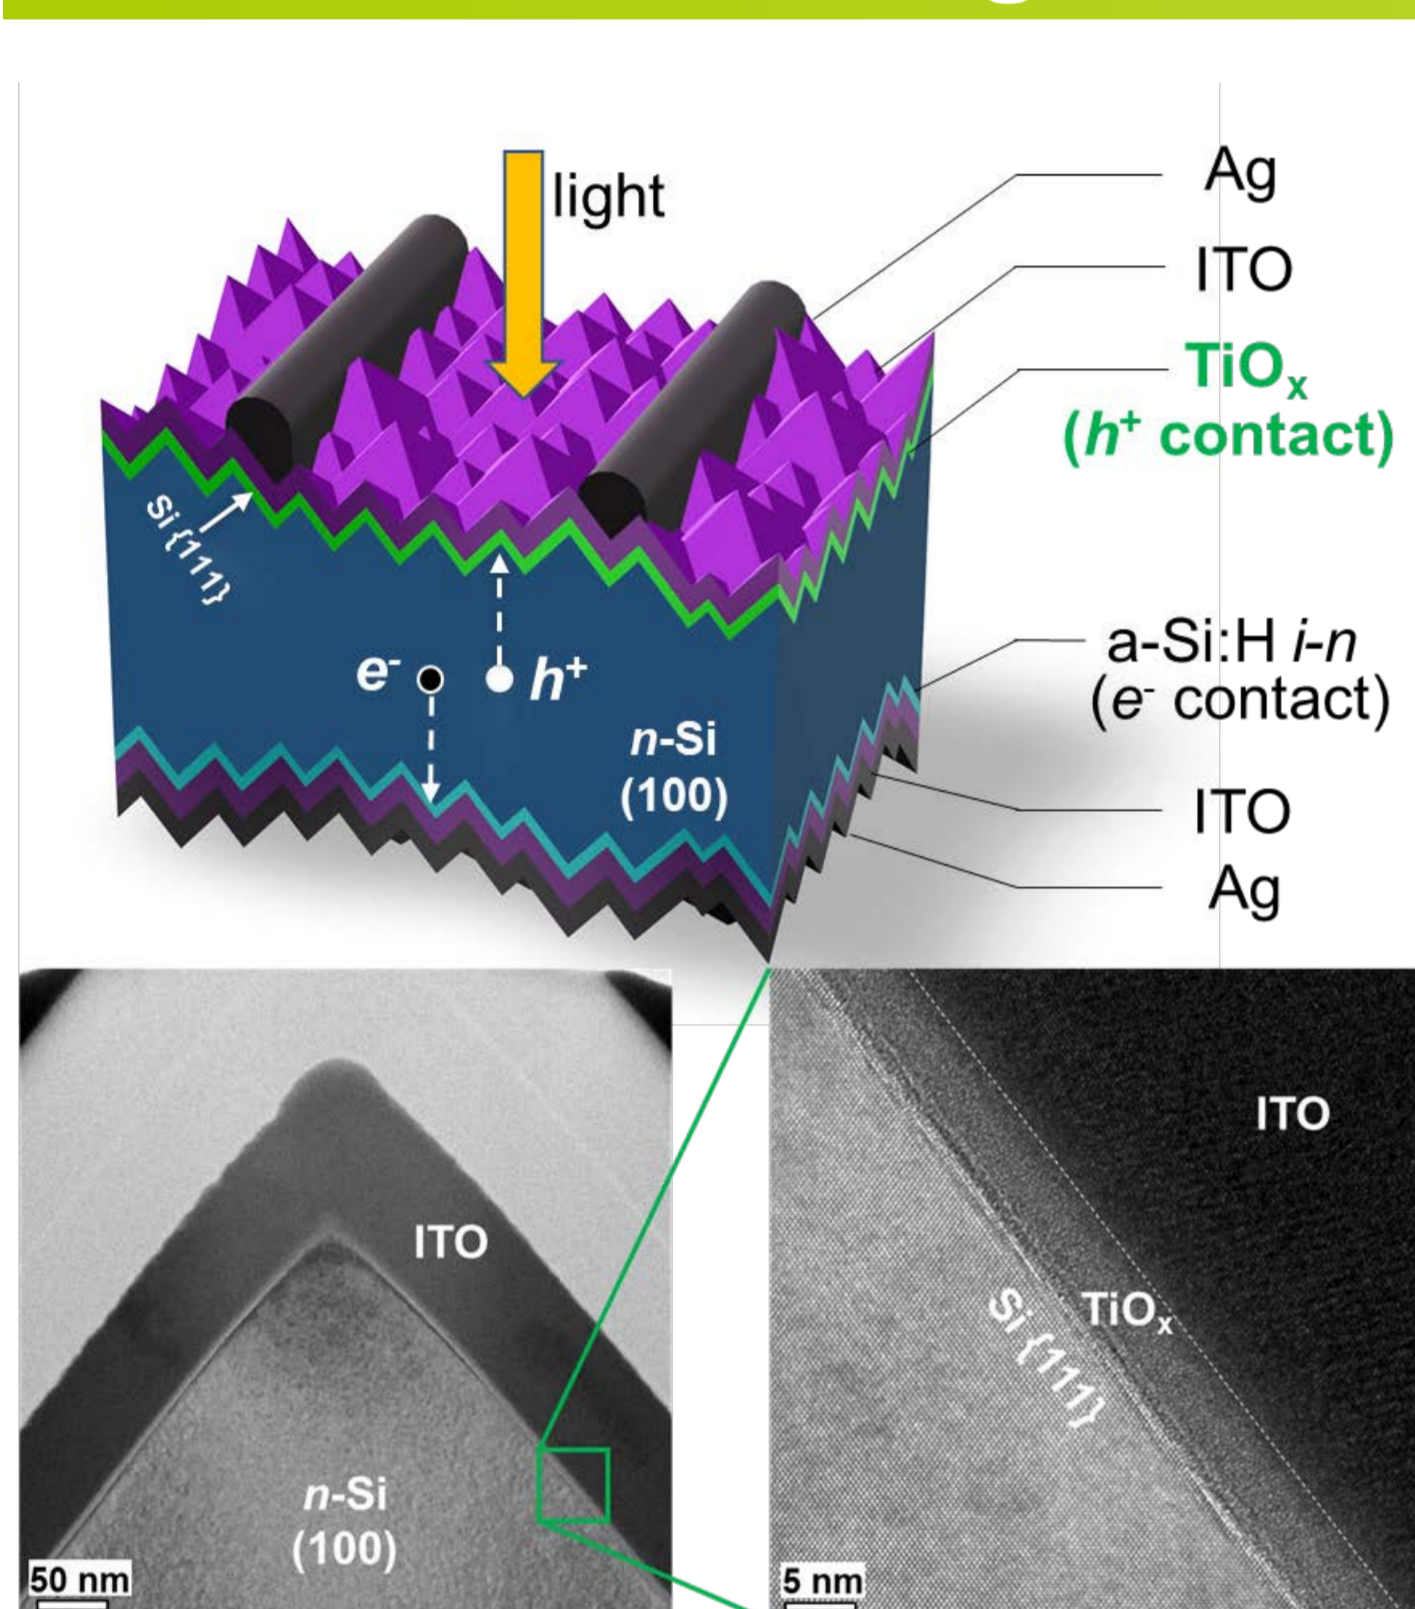 light
Ag
ITO
TiOₓ
(h⁺ contact)
Si{111}
e⁻
h⁺
n-Si
(100)
a-Si:H i-n
(e⁻ contact)
ITO
Ag
ITO
n-Si
(100)
50 nm
ITO
TiOₓ
Si{111}
5 nm